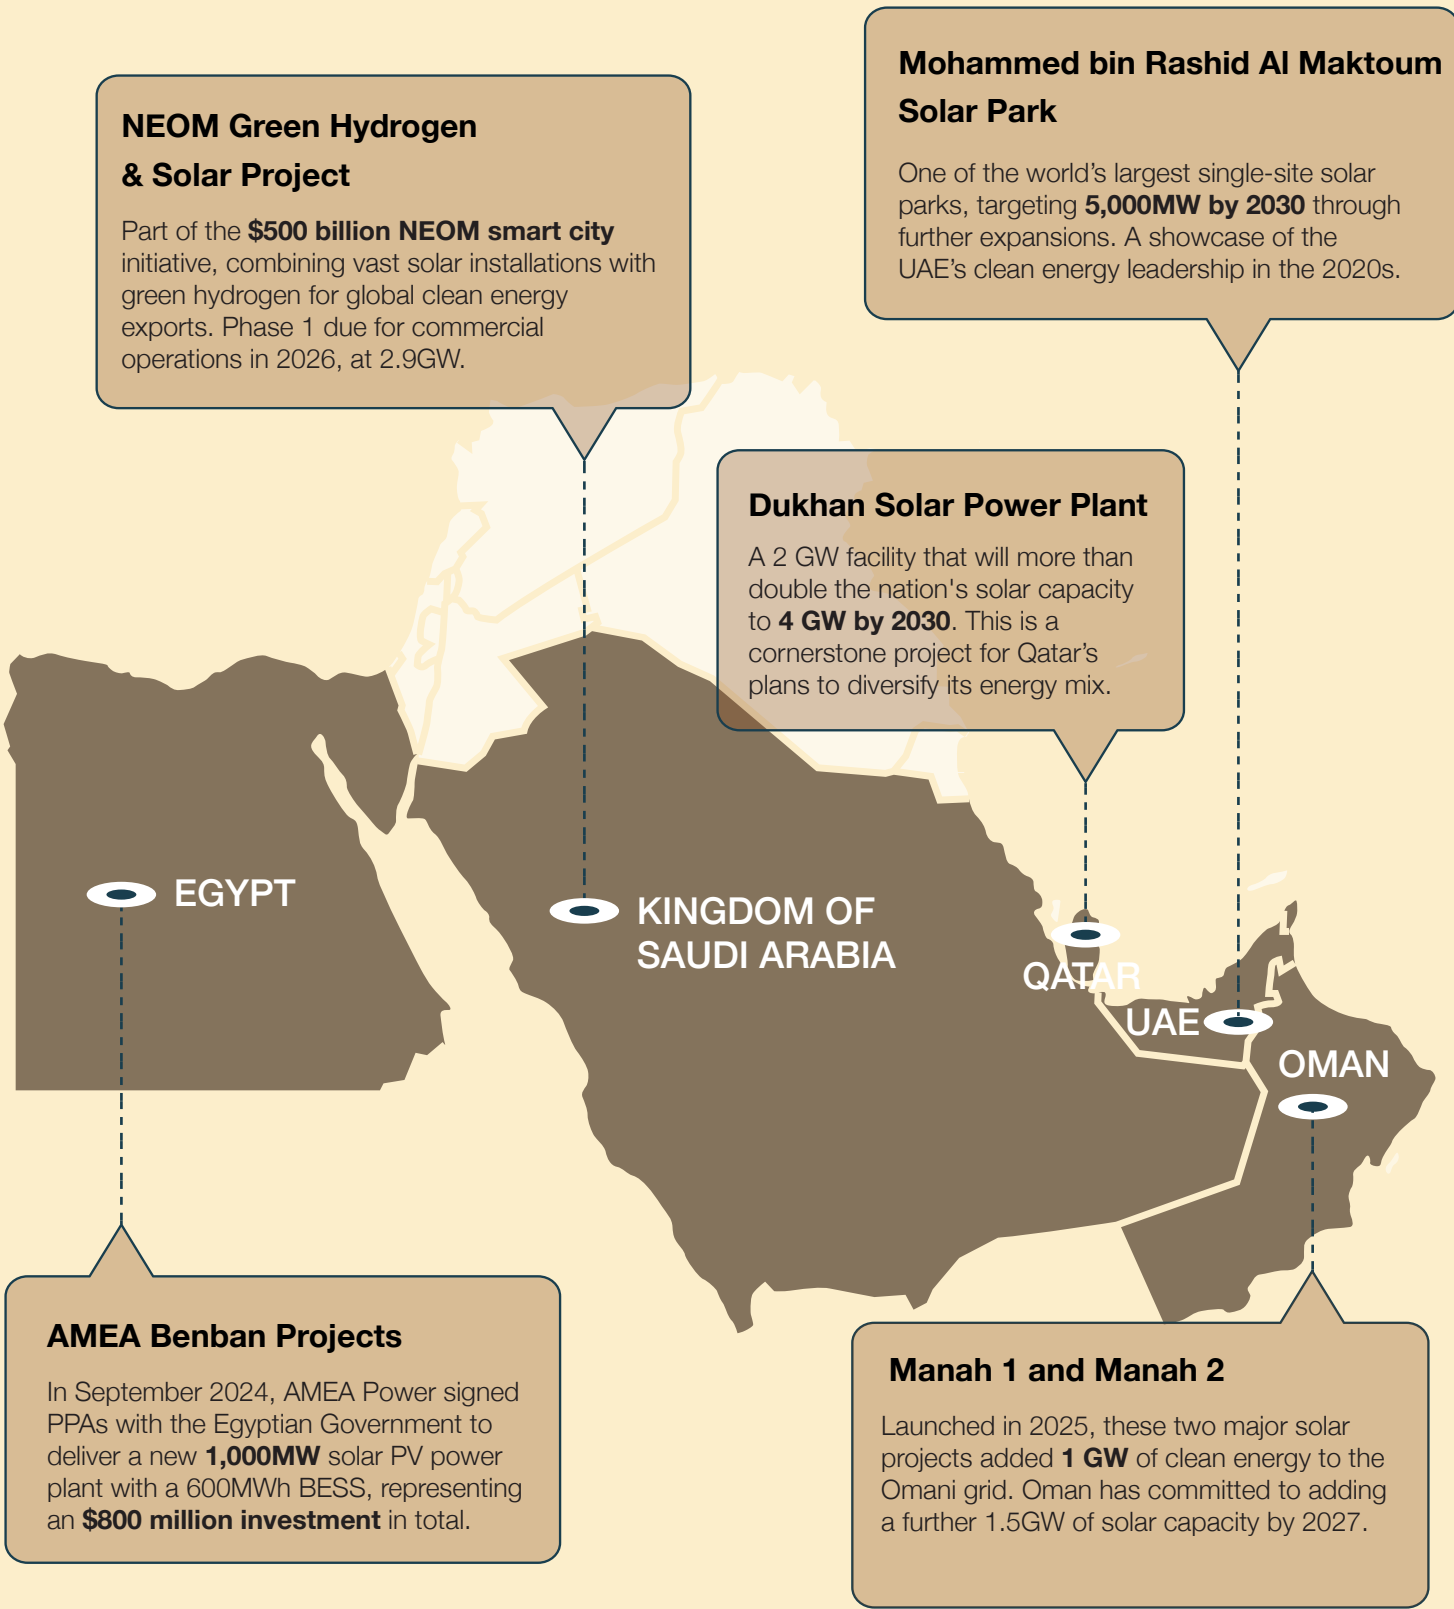 Mohammed bin Rashid Al Maktoum
Solar Park
One of the world’s largest single-site solar
parks, targeting 5,000MW by 2030 through
further expansions. A showcase of the
UAE’s clean energy leadership in the 2020s.
NEOM Green Hydrogen
& Solar Project
Part of the $500 billion NEOM smart city
initiative, combining vast solar installations with
green hydrogen for global clean energy
exports. Phase 1 due for commercial
operations in 2026, at 2.9GW.
Dukhan Solar Power Plant
A 2 GW facility that will more than
double the nation's solar capacity
to 4 GW by 2030. This is a
cornerstone project for Qatar’s
plans to diversify its energy mix.
EGYPT
KINGDOM OF
SAUDI ARABIA
QATAR
UAE
OMAN
AMEA Benban Projects
In September 2024, AMEA Power signed
PPAs with the Egyptian Government to
deliver a new 1,000MW solar PV power
plant with a 600MWh BESS, representing
an $800 million investment in total.
Manah 1 and Manah 2
Launched in 2025, these two major solar
projects added 1 GW of clean energy to the
Omani grid. Oman has committed to adding
a further 1.5GW of solar capacity by 2027.